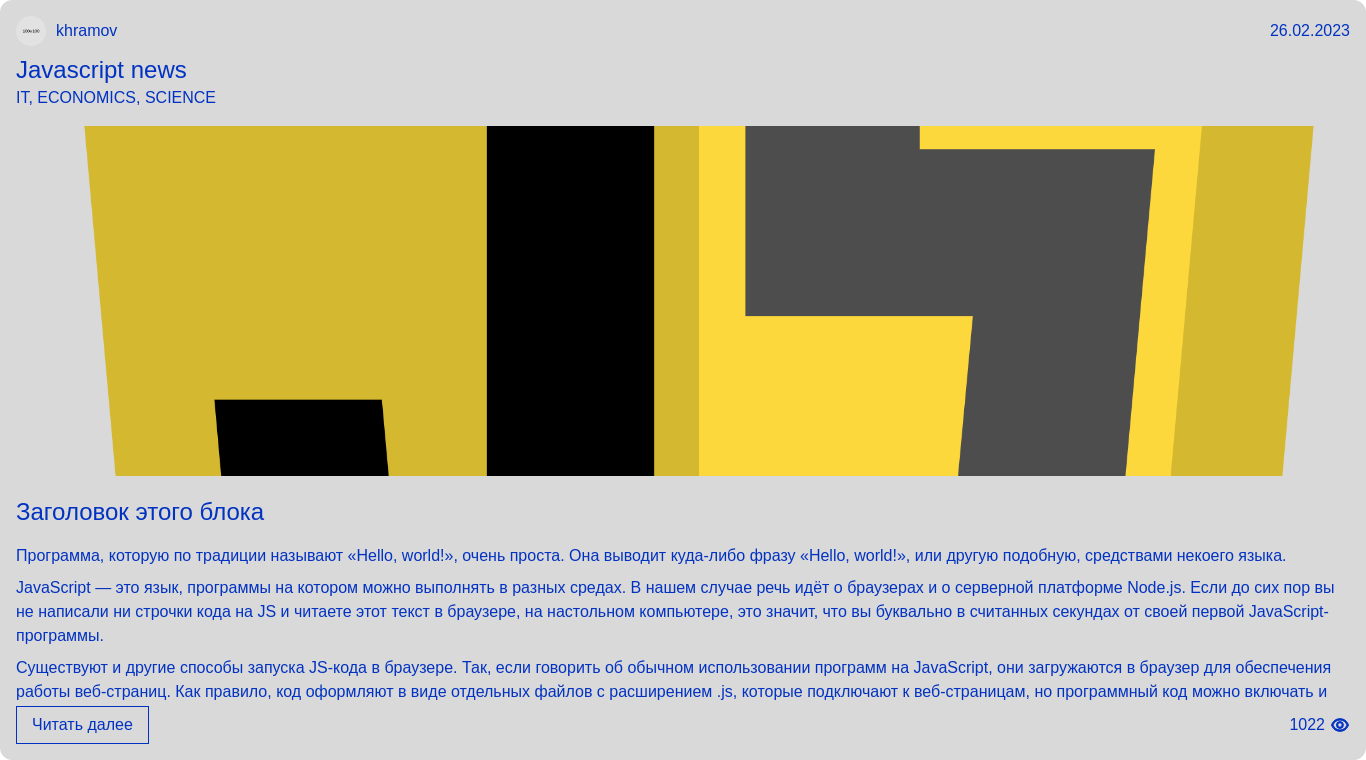 100x100
khramov
26.02.2023
Javascript news
IT, ECONOMICS, SCIENCE
Заголовок этого блока
Программа, которую по традиции называют «Hello, world!», очень проста. Она выводит куда-либо фразу «Hello, world!», или другую подобную, средствами некоего языка.
JavaScript — это язык, программы на котором можно выполнять в разных средах. В нашем случае речь идёт о браузерах и о серверной платформе Node.js. Если до сих пор вы
не написали ни строчки кода на JS и читаете этот текст в браузере, на настольном компьютере, это значит, что вы буквально в считанных секундах от своей первой JavaScript-
программы.
Существуют и другие способы запуска JS-кода в браузере. Так, если говорить об обычном использовании программ на JavaScript, они загружаются в браузер для обеспечения
работы веб-страниц. Как правило, код оформляют в виде отдельных файлов с расширением .js, которые подключают к веб-страницам, но программный код можно включать и
Читать далее
1022